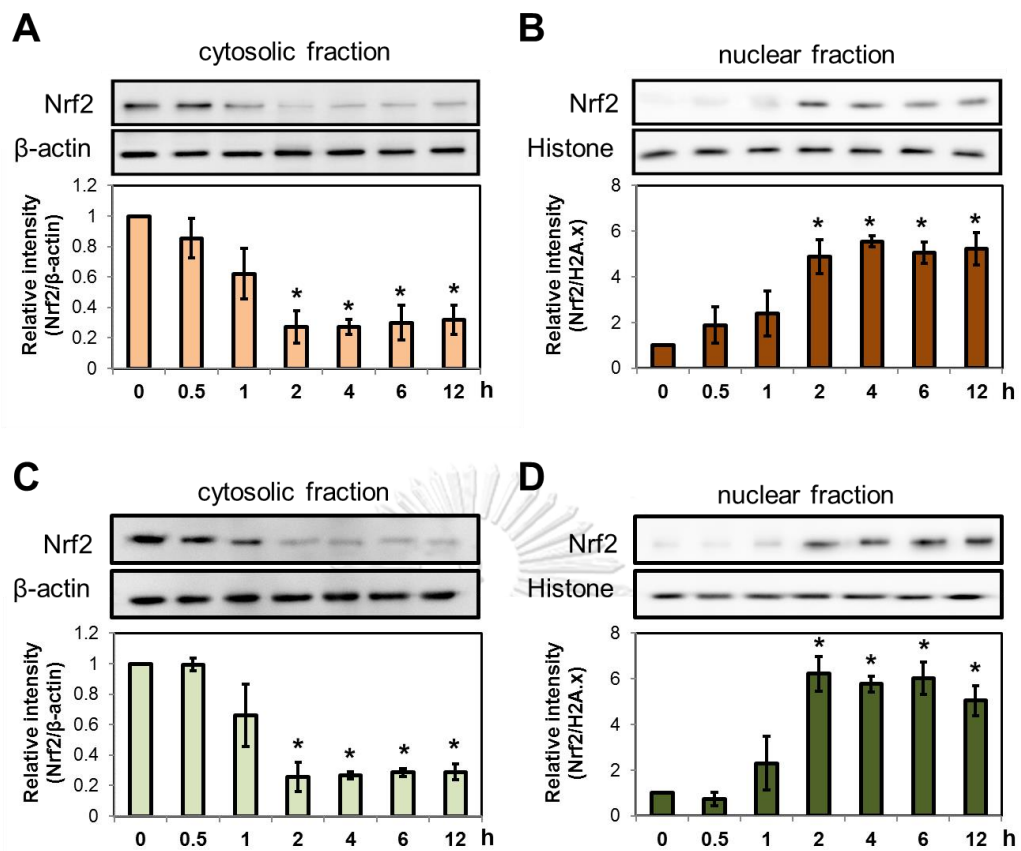 A
cytosolic fraction
Nrf2
β-actin
Relative intensity
(Nrf2/β-actin)
1.2
1
0.8
0.6
0.4
0.2
0
* * * *
0 0.5 1 2 4 6 12 h
B
nuclear fraction
Nrf2
Histone
Relative intensity
(Nrf2/H2A.x)
8
6
4
2
0
* * * *
0 0.5 1 2 4 6 12 h
C
cytosolic fraction
Nrf2
β-actin
Relative intensity
(Nrf2/β-actin)
1.2
1
0.8
0.6
0.4
0.2
0
* * * *
0 0.5 1 2 4 6 12 h
D
nuclear fraction
Nrf2
Histone
Relative intensity
(Nrf2/H2A.x)
8
6
4
2
0
* * * *
0 0.5 1 2 4 6 12 h